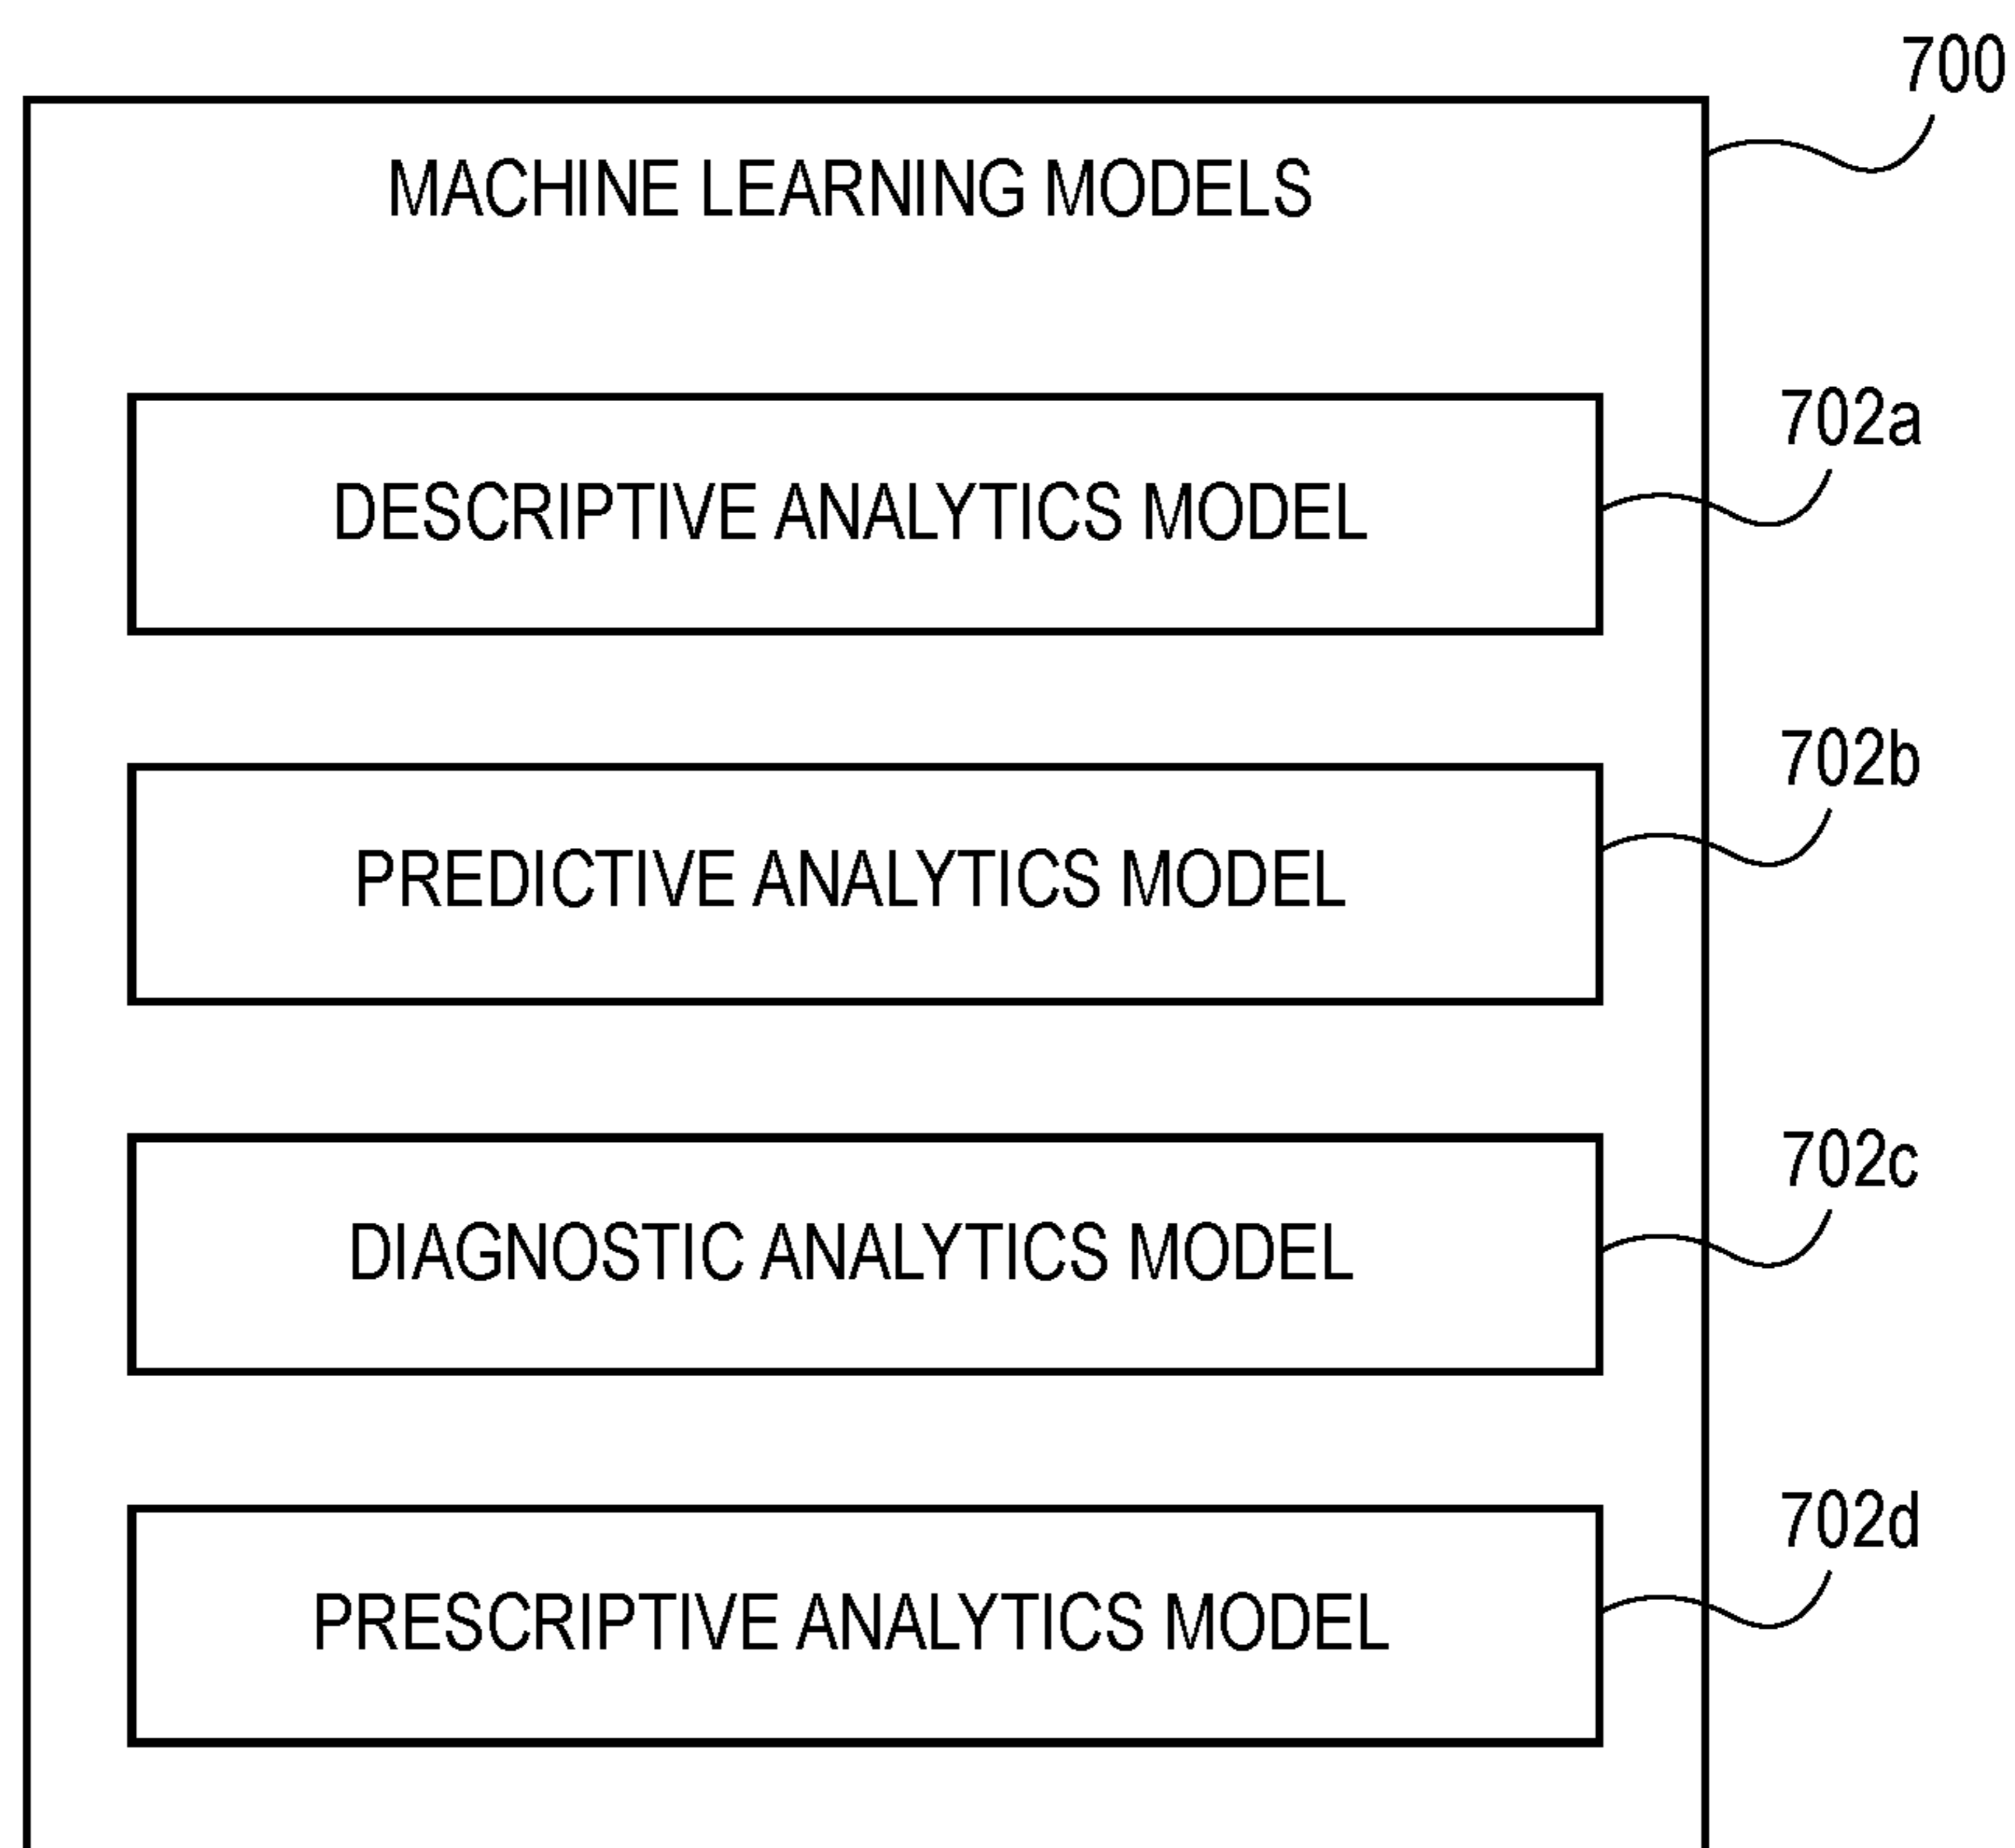 700
MACHINE LEARNING MODELS
702a
DESCRIPTIVE ANALYTICS MODEL
702b
PREDICTIVE ANALYTICS MODEL
702c
DIAGNOSTIC ANALYTICS MODEL
702d
PRESCRIPTIVE ANALYTICS MODEL